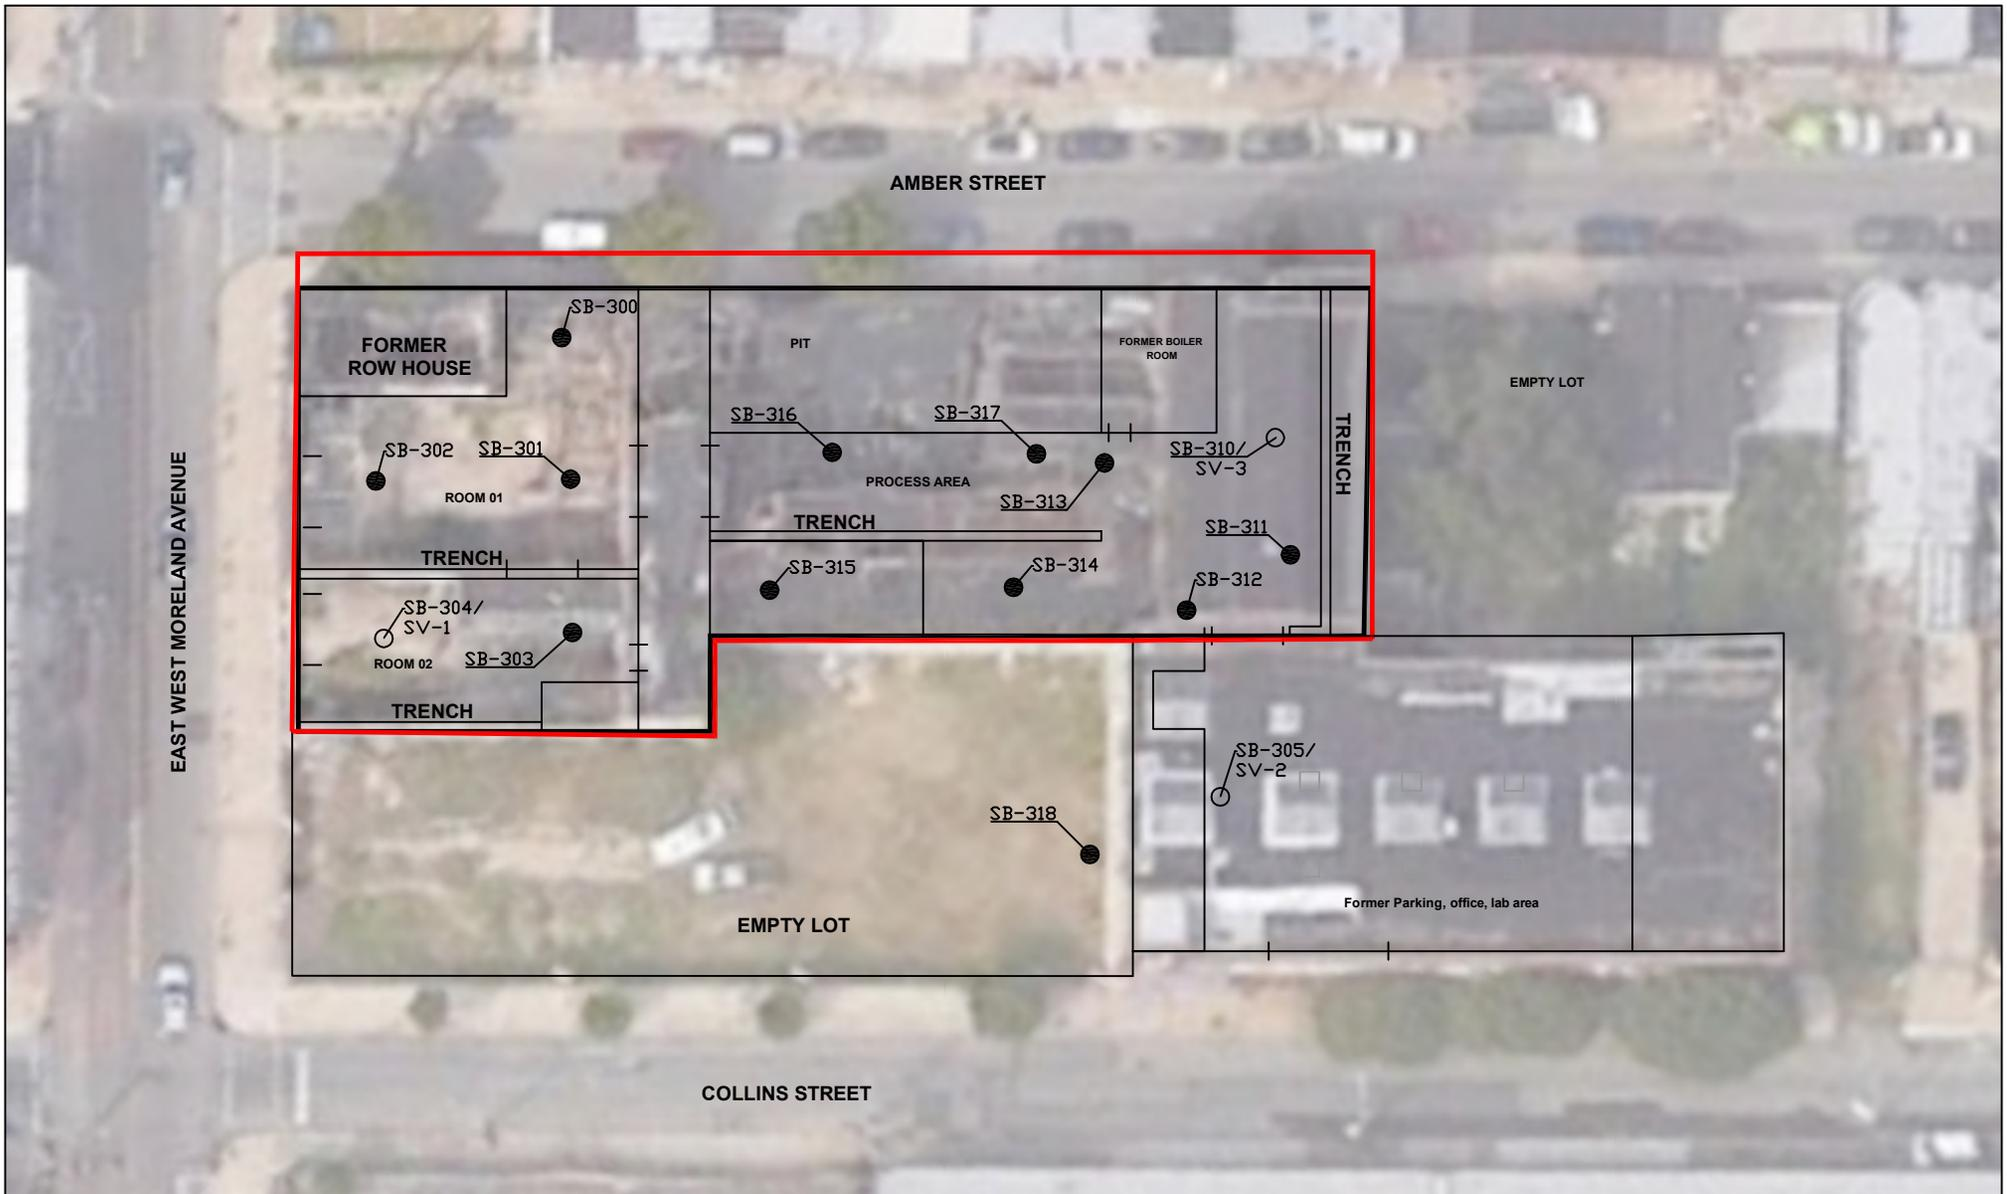 AMBER STREET
SB-300
FORMER
ROW HOUSE
PIT
FORMER BOILER
ROOM
EMPTY LOT
SB-316
SB-317
SB-302
SB-301
SB-310/
SV-3
TRENCH
ROOM 01
PROCESS AREA
SB-313
TRENCH
SB-311
TRENCH
SB-315
SB-314
SB-312
SB-304/
SV-1
ROOM 02
SB-303
TRENCH
EAST WEST MORELAND AVENUE
SB-305/
SV-2
SB-318
Former Parking, office, lab area
EMPTY LOT
COLLINS STREET